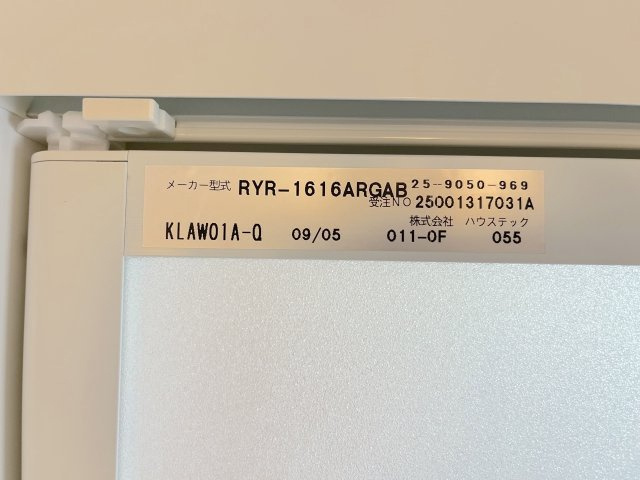 メーカー型式 RYR-1616ARGAB 25-9050-969
受注NO 25001317031A
株式会社 ハウステック
KLAW01A-Q 09/05 011-0F 055